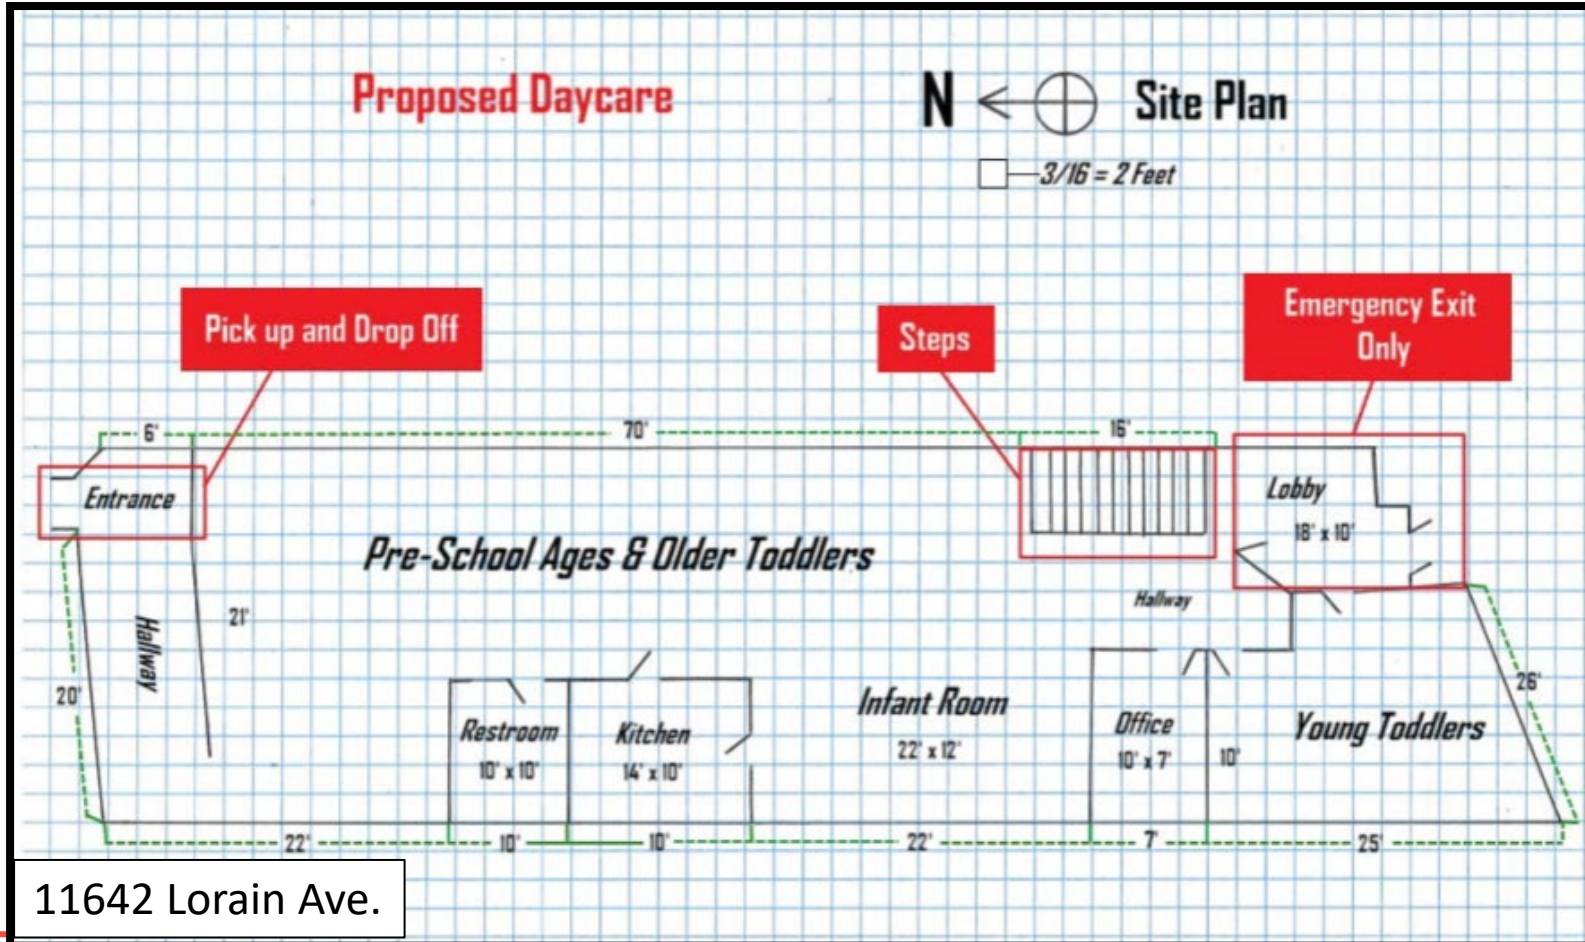 Proposed Daycare
N
Site Plan
3/16 = 2 Feet
Pick up and Drop Off
Steps
Emergency Exit
Only
6'
70'
16'
Entrance
Lobby
18' x 10'
Pre-School Ages & Older Toddlers
Hallway
21'
Hallway
20'
26'
Restroom
10' x 10'
Kitchen
14' x 10'
Infant Room
22' x 12'
Office
10' x 7'
10'
Young Toddlers
22'
10'
10'
22'
7'
25'
11642 Lorain Ave.